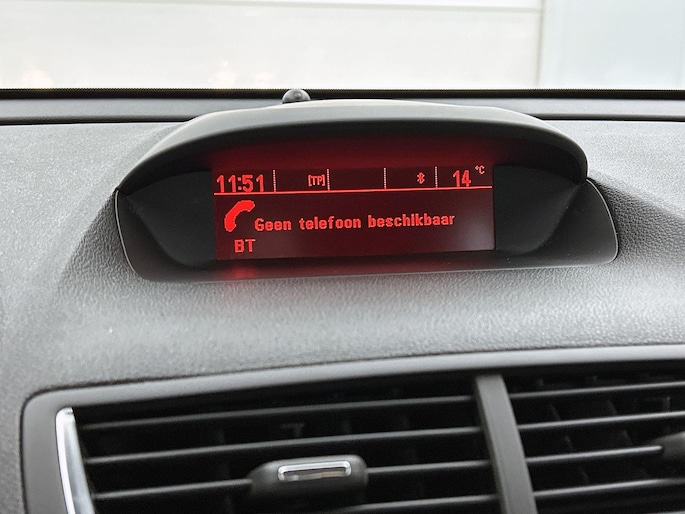 11:51 [TP] 14 °C
Geen telefoon beschikbaar
BT